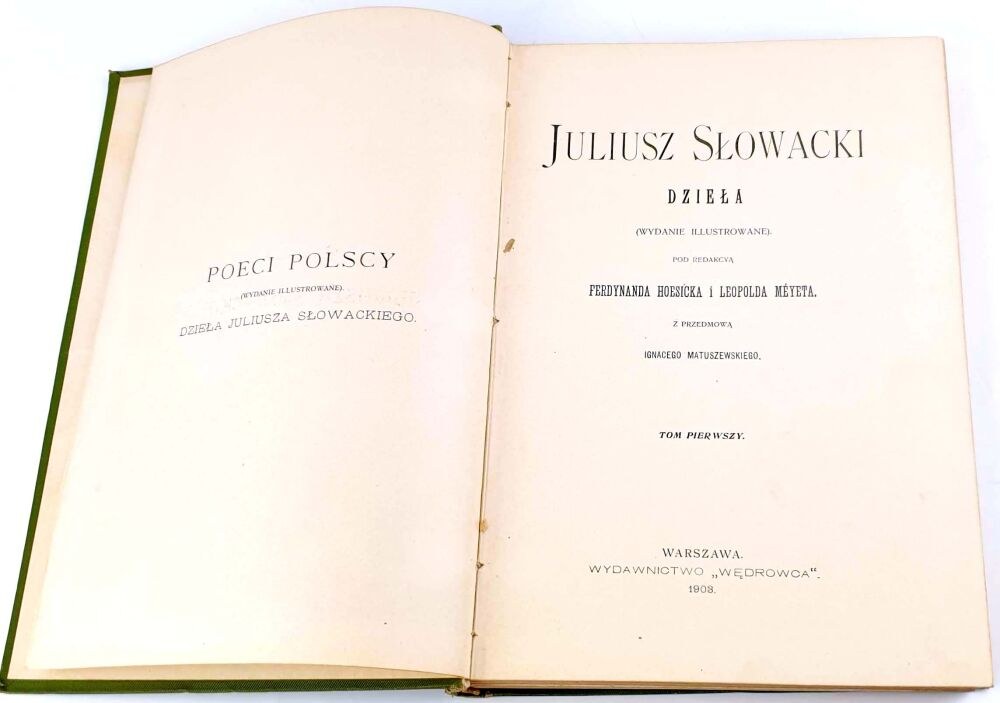 POECI POLSCY
(WYDANIE ILLUSTROWANE).
DZIEŁA JULIUSZA SŁOWACKIEGO.
JULIUSZ SŁOWACKI
DZIEŁA
(WYDANIE ILLUSTROWANE).
POD REDAKCYĄ
FERDYNANDA HOESICKA i LEOPOLDA MÉYETA.
Z PRZEDMOWĄ
IGNACEGO MATUSZEWSKIEGO.
TOM PIERWSZY.
WARSZAWA.
WYDAWNICTWO „WĘDROWCA“.
1903.